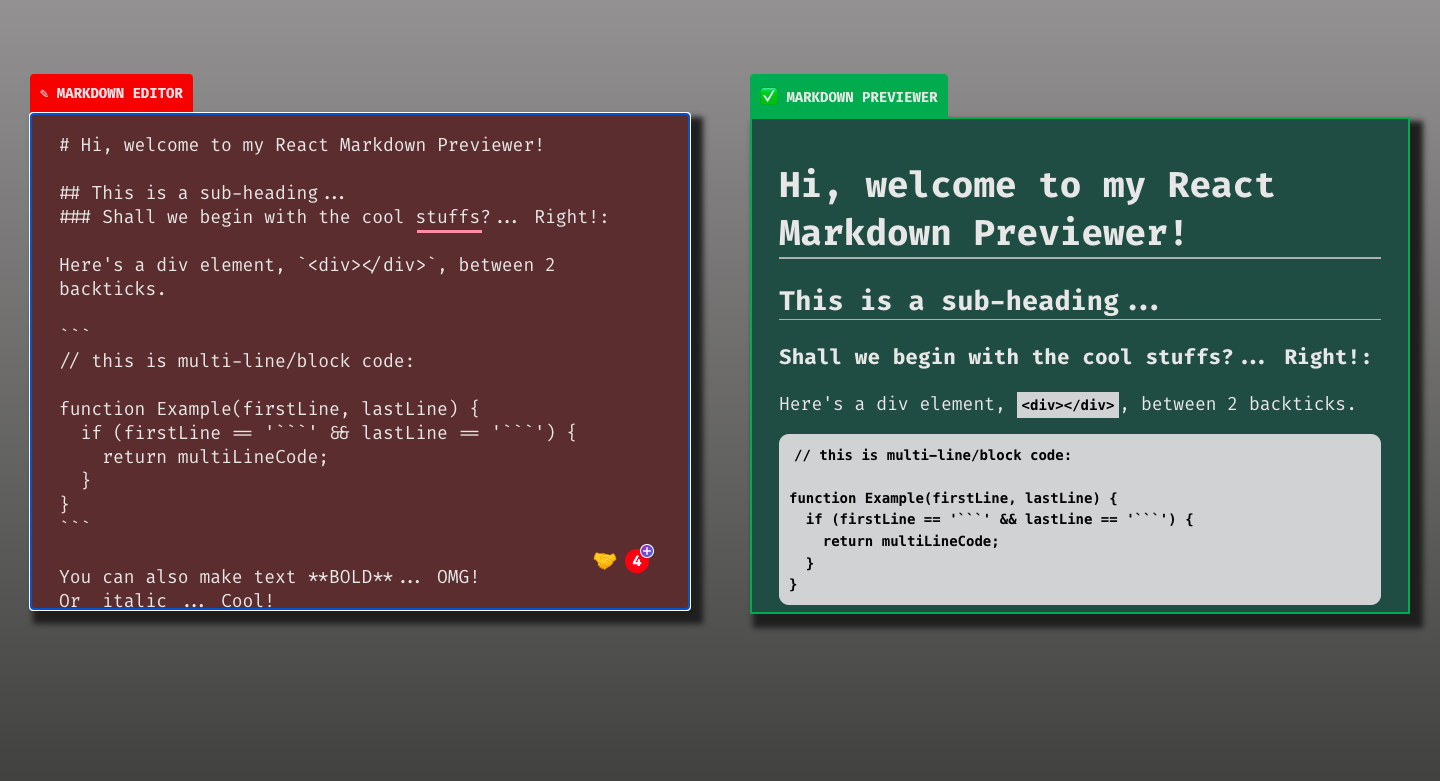 ✎ MARKDOWN EDITOR
# Hi, welcome to my React Markdown Previewer!
## This is a sub-heading...
### Shall we begin with the cool stuffs?... Right!:
Here's a div element, `<div></div>`, between 2
backticks.
```
// this is multi-line/block code:
function Example(firstLine, lastLine) {
  if (firstLine == '```' && lastLine == '```') {
    return multiLineCode;
  }
}
```
You can also make text **BOLD**... OMG!
Or  italic ... Cool!
4
✅ MARKDOWN PREVIEWER
Hi, welcome to my React
Markdown Previewer!
This is a sub-heading...
Shall we begin with the cool stuffs?... Right!:
Here's a div element, <div></div>, between 2 backticks.
// this is multi-line/block code:
function Example(firstLine, lastLine) {
  if (firstLine == '```' && lastLine == '```') {
    return multiLineCode;
  }
}